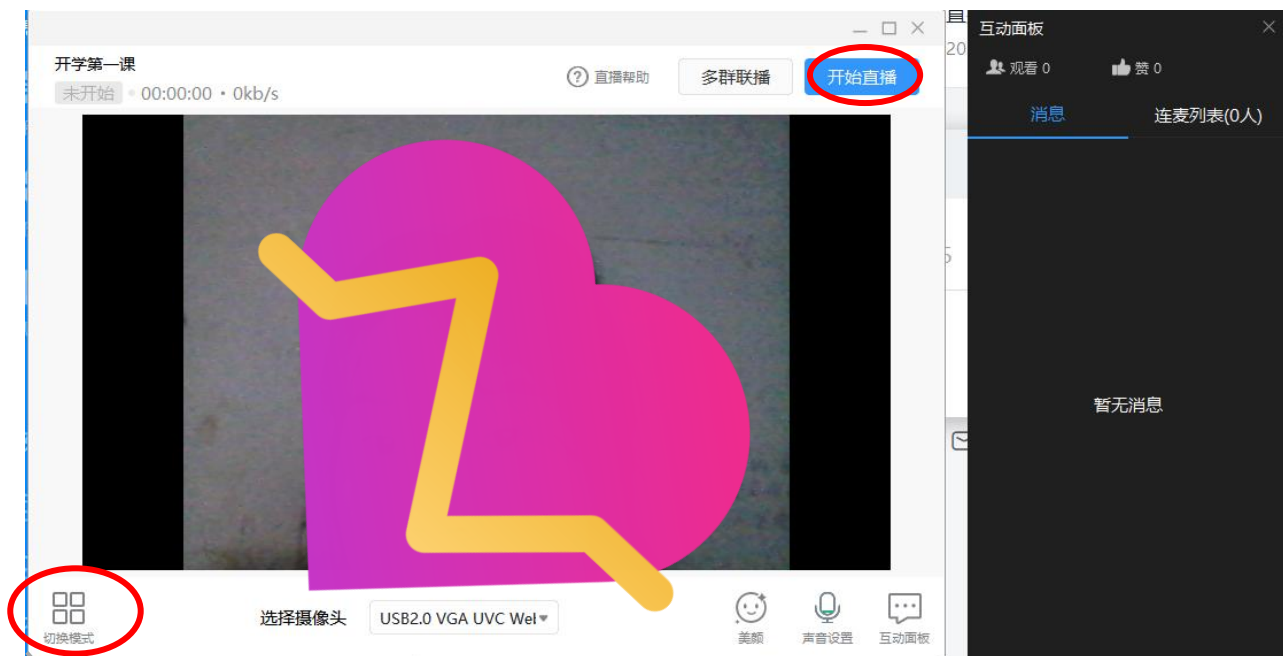 开学第一课
未开始 • 00:00:00 • 0kb/s
直播帮助
多群联播
开始直播
切换模式
选择摄像头
USB2.0 VGA UVC Wel
美颜
声音设置
互动面板
20
互动面板
观看 0
赞 0
消息
连麦列表(0人)
暂无消息